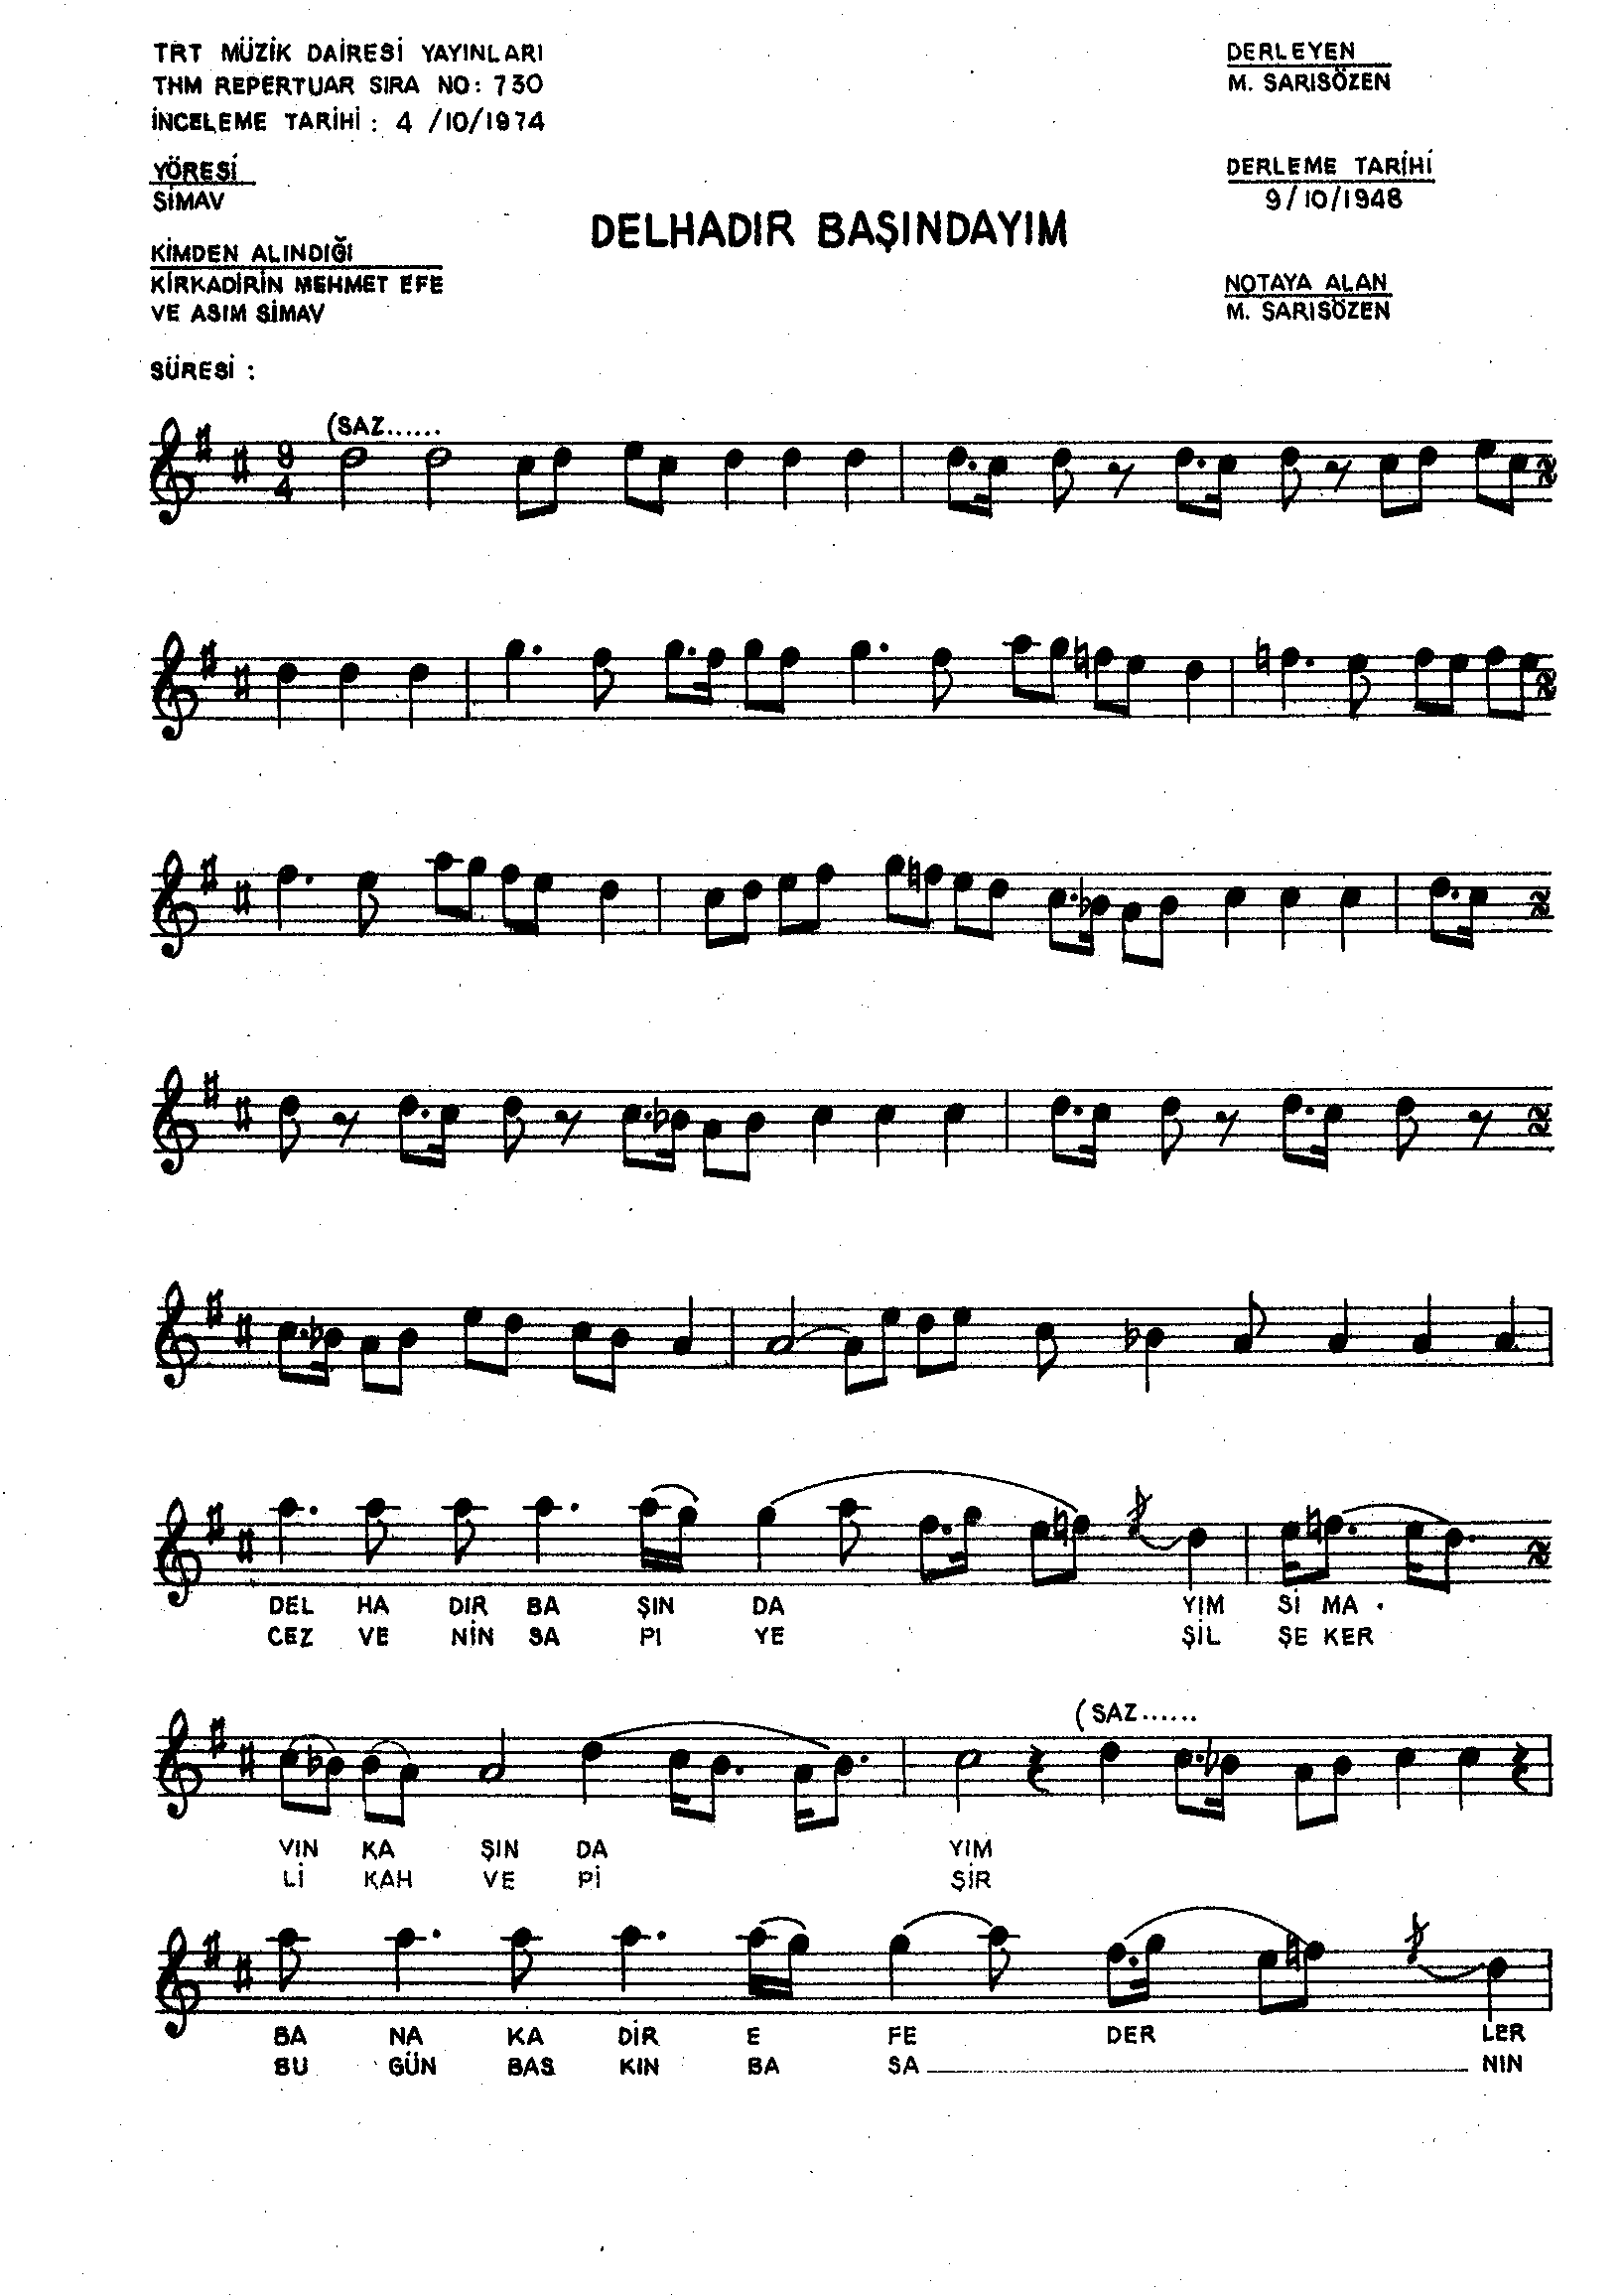 TRT MÜZİK DAİRESİ YAYINLARI
THM REPERTUAR SIRA NO: 730
İNCELEME TARİHİ : 4 /10/1974
DERLEYEN
M. SARISÖZEN
YÖRESİ
SİMAV
DERLEME TARİHİ
9/10/1948
DELHADIR BAŞINDAYIM
KİMDEN ALINDIĞI
KİRKADİRİN MEHMET EFE
VE ASIM SİMAV
NOTAYA ALAN
M. SARISÖZEN
SÜRESİ :
(SAZ......
9
4
DEL HA DIR BA ŞIN DA YIM Sİ MA .
CEZ VE NİN SA PI YE ŞİL ŞE KER
(SAZ......
VIN KA ŞIN DA YIM
Lİ KAH VE Pİ ŞİR
BA NA KA DİR E FE DER LER
BU GÜN BAS KIN BA SA NIN